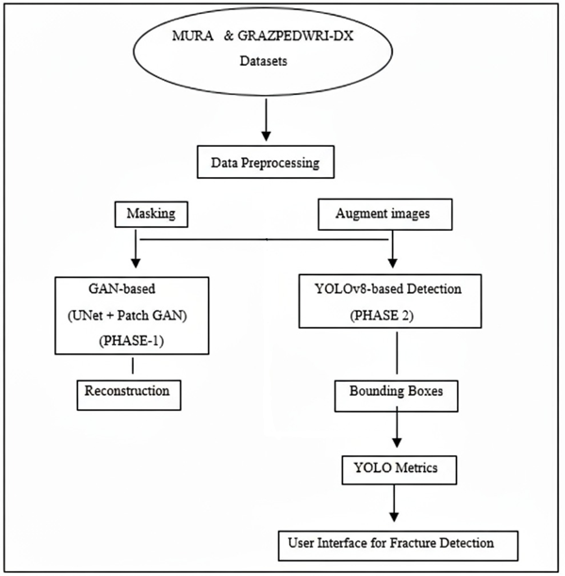 MURA & GRAZPEDWRI-DX
Datasets
Data Preprocessing
Masking
Augment images
GAN-based
(UNet + Patch GAN)
(PHASE-1)
YOLOv8-based Detection
(PHASE 2)
Reconstruction
Bounding Boxes
YOLO Metrics
User Interface for Fracture Detection